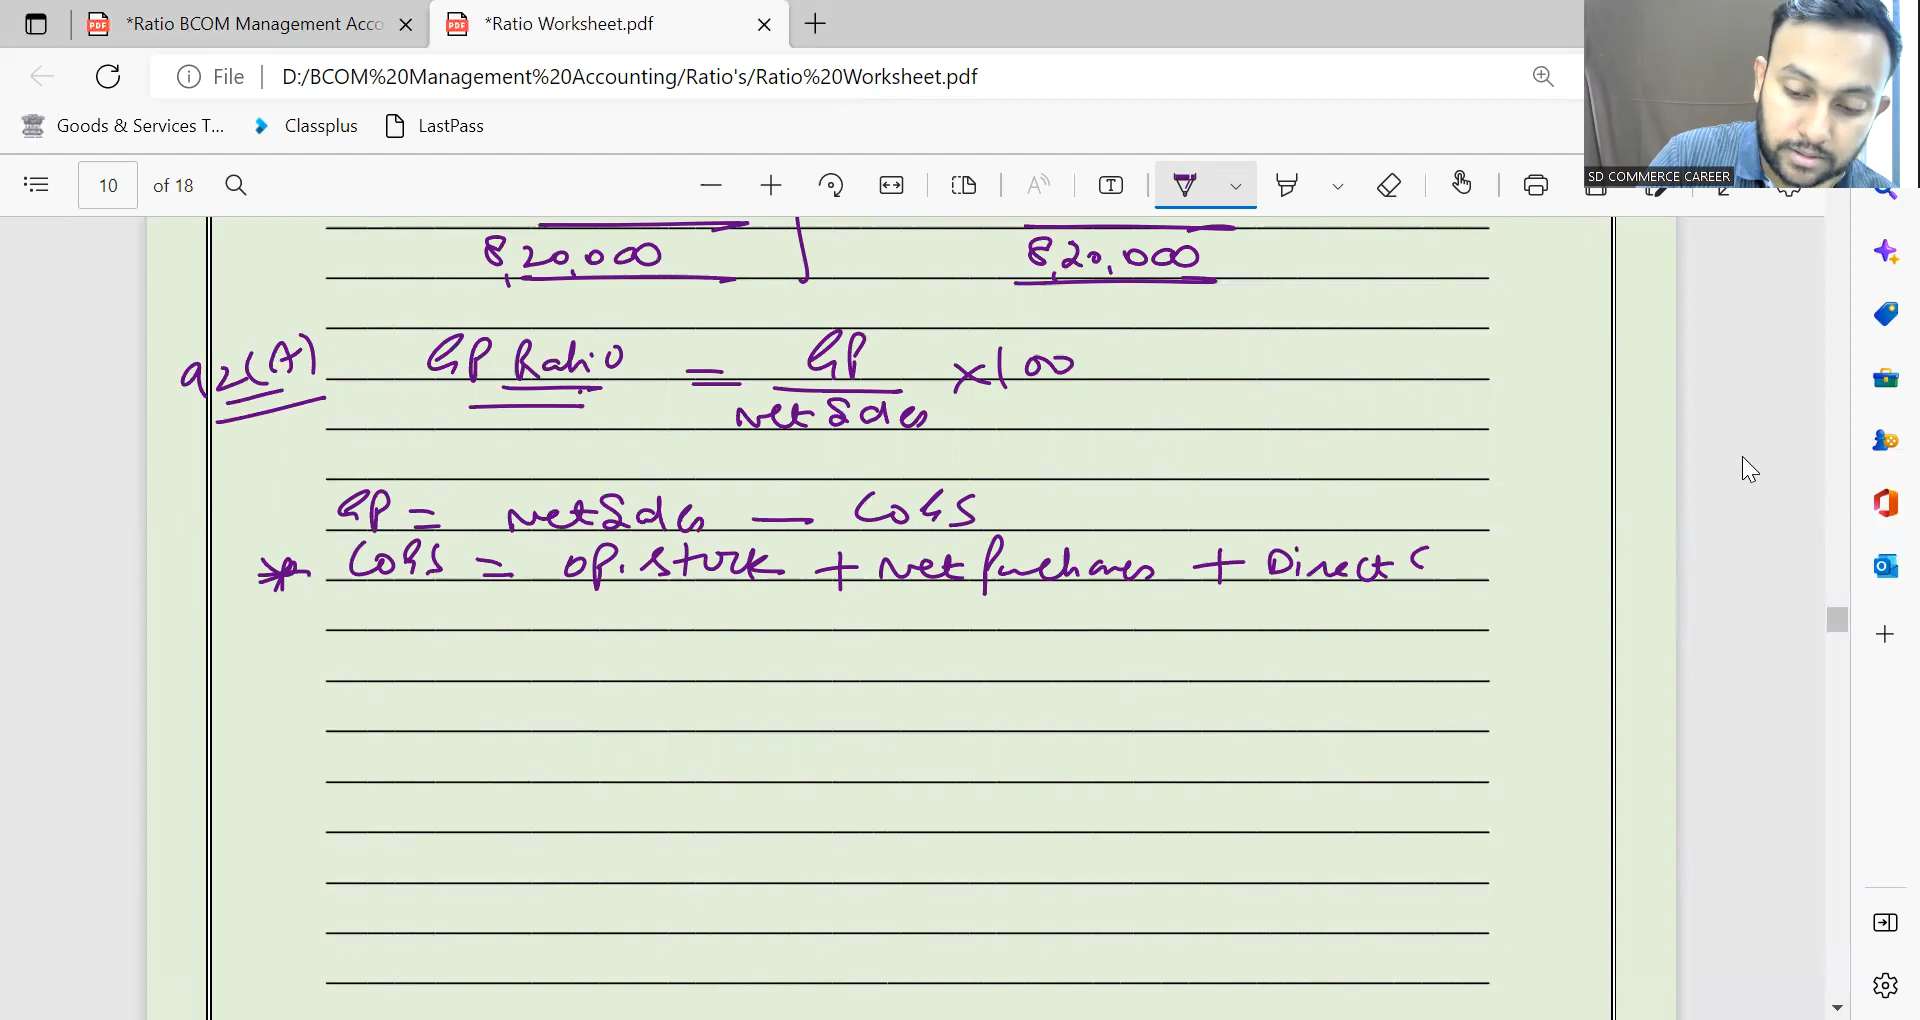 *Ratio BCOM Management Acco
*Ratio Worksheet.pdf
File
D:/BCOM%20Management%20Accounting/Ratio's/Ratio%20Worksheet.pdf
Goods & Services T...
Classplus
LastPass
SD COMMERCE CAREER
10 of 18
8,20,000 8,20,000
Q2(A) GP Ratio = GP × 100
Net Sales
GP = Net Sales — COGS
* COGS = op. stock + Net Purchases + Direct